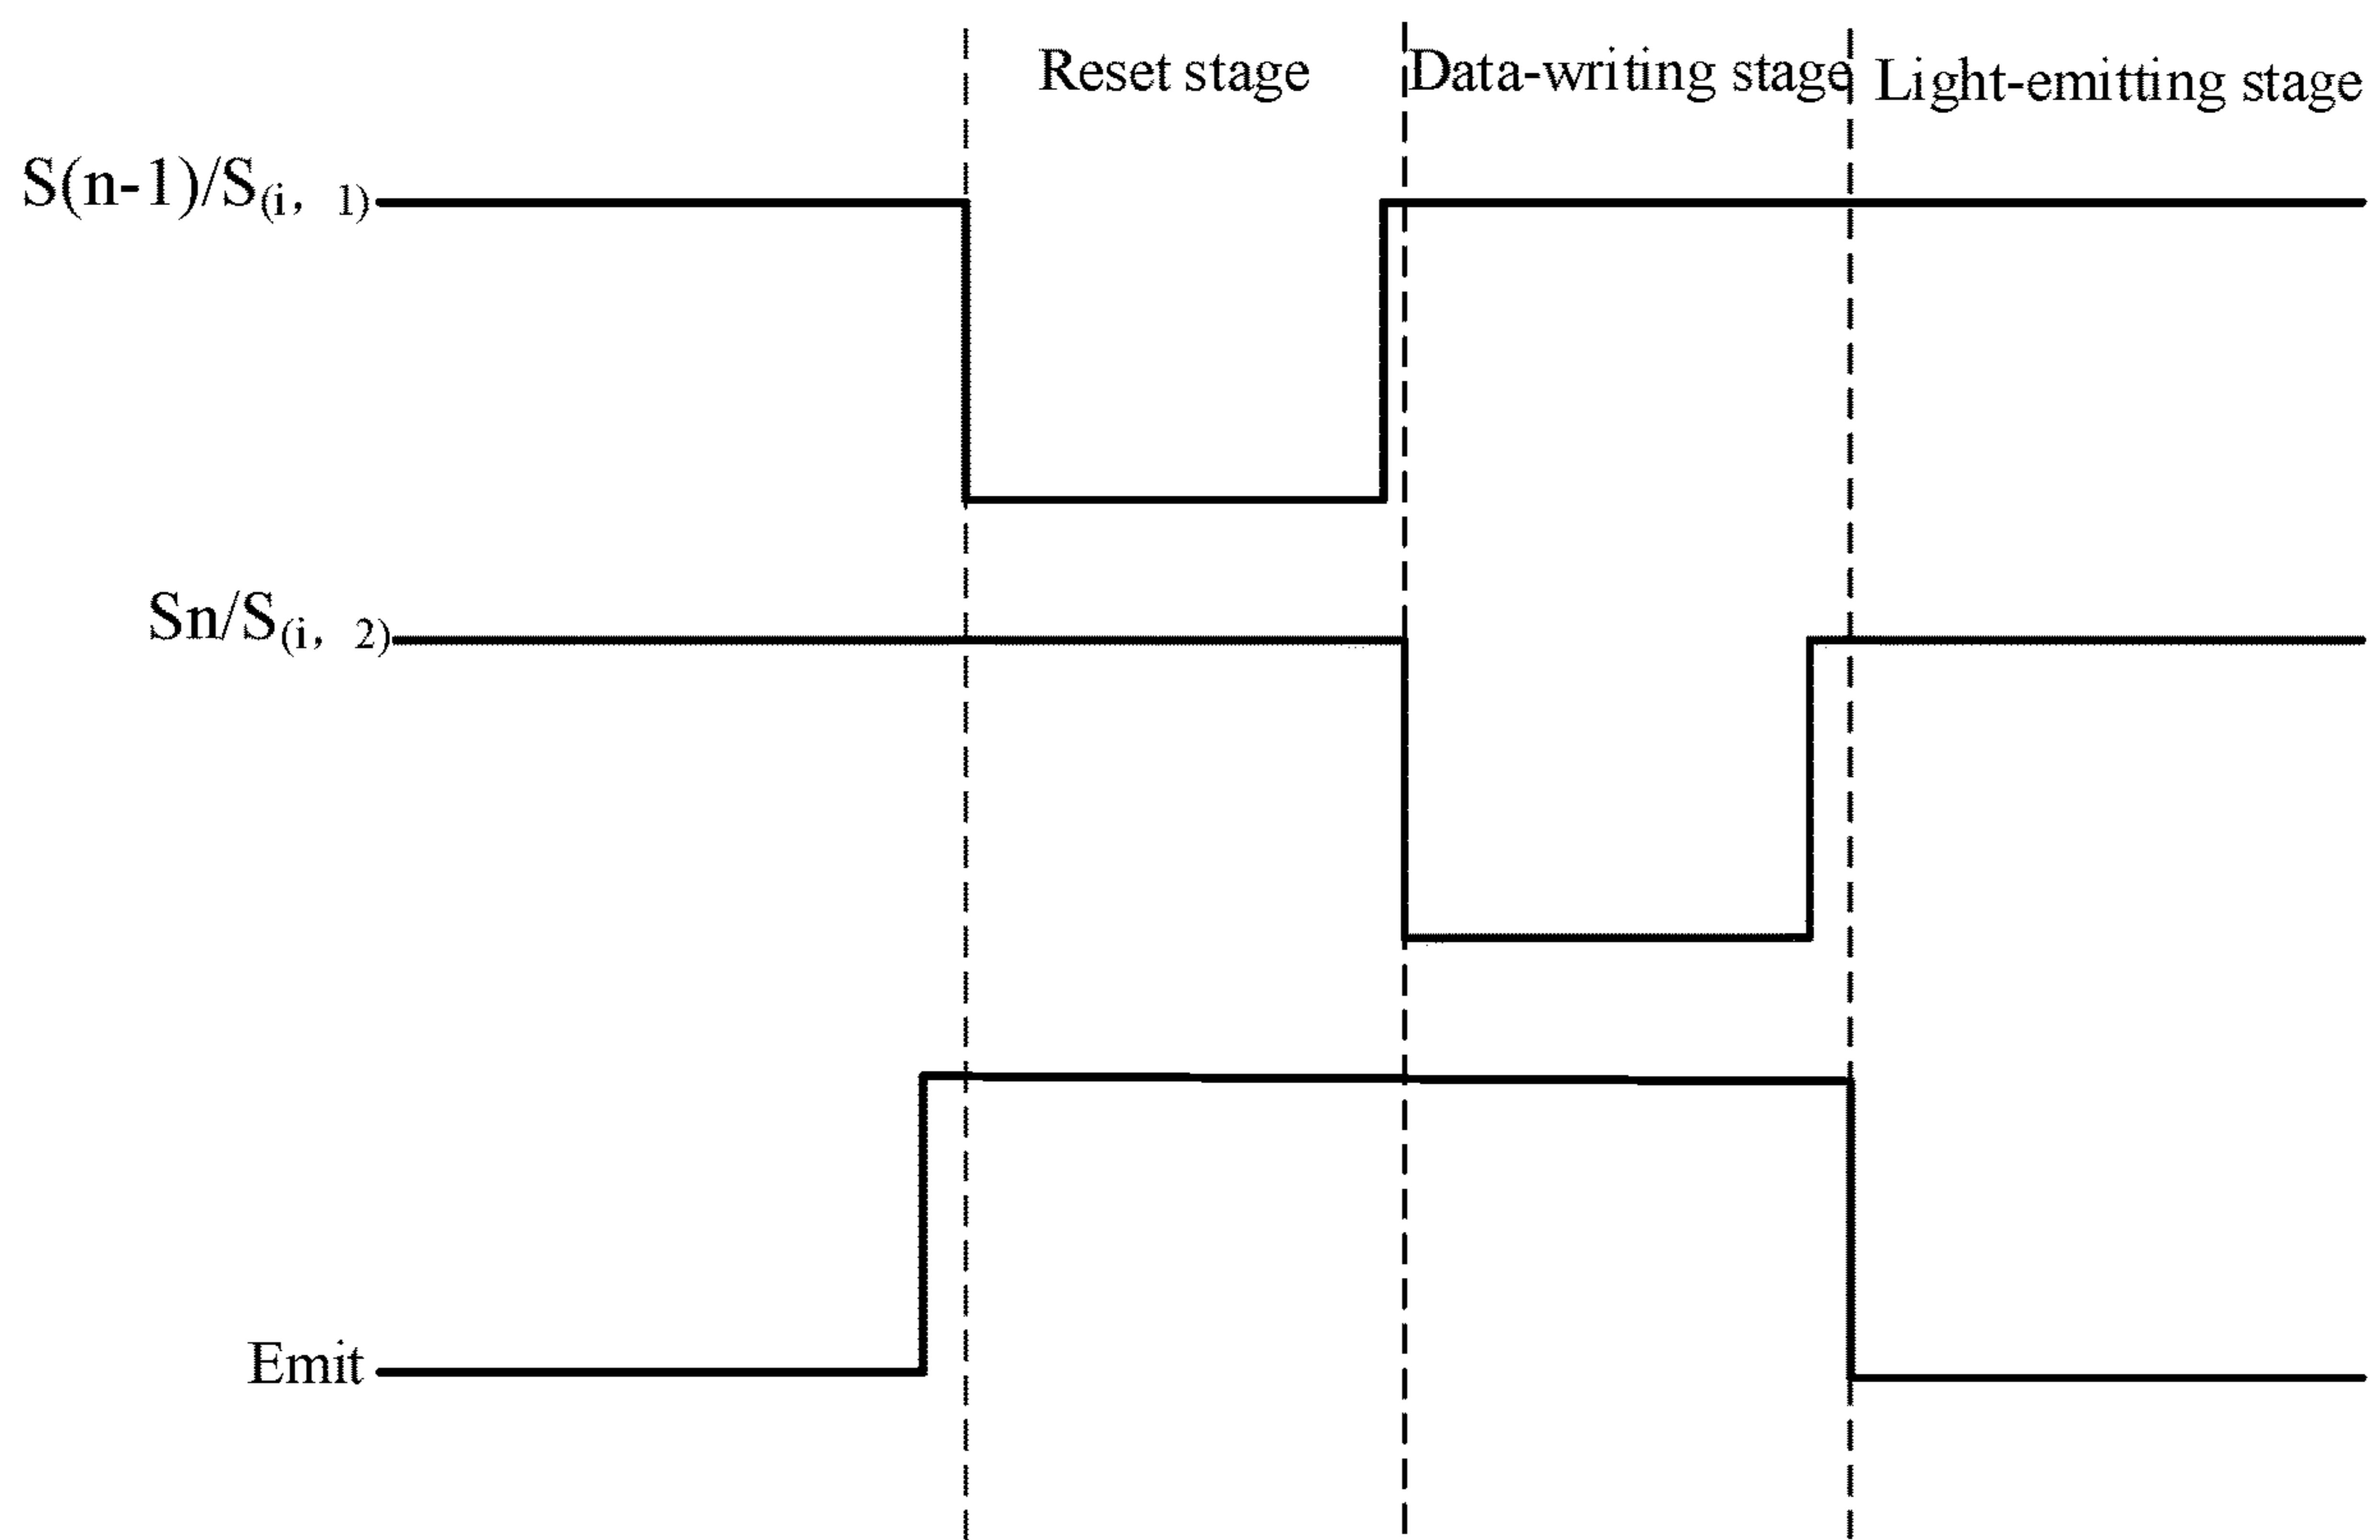 Reset stage
Data-writing stage
Light-emitting stage
S(n-1)/S(i, 1)
Sn/S(i, 2)
Emit